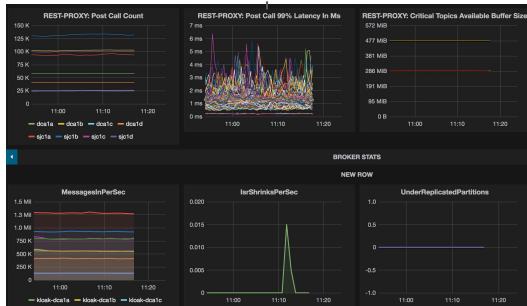 REST-PROXY: Post Call Count
150 K
125 K
100 K
75 K
50 K
25 K
0
11:00 11:10 11:20
dca1a dca1b dca1c dca1d
sjc1a sjc1b sjc1c sjc1d
REST-PROXY: Post Call 99% Latency In Ms
7 ms
6 ms
5 ms
4 ms
3 ms
2 ms
1 ms
0 ms
11:00 11:10 11:20
REST-PROXY: Critical Topics Available Buffer Size
572 MiB
477 MiB
381 MiB
286 MiB
191 MiB
95 MiB
0 B
11:00 11:10 11:20
BROKER STATS
NEW ROW
MessagesInPerSec
1.5 Mil
1.3 Mil
1.0 Mil
750 K
500 K
250 K
0
11:00 11:10 11:20
kloak-dca1a kloak-dca1b kloak-dca1c
IsrShrinksPerSec
0.020
0.015
0.010
0.005
0
11:00 11:10 11:20
UnderReplicatedPartitions
1.0
0.5
0
-0.5
-1.0
11:00 11:10 11:20